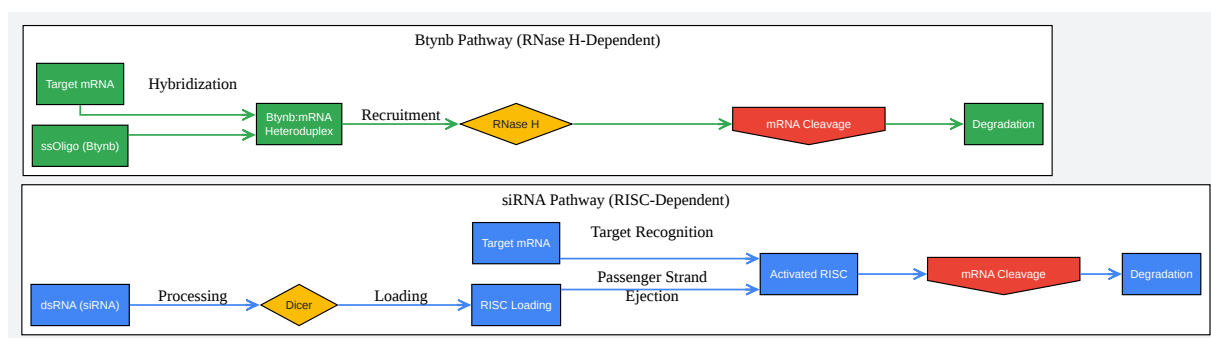 Btynb Pathway (RNase H-Dependent)
Target mRNA
Hybridization
ssOligo (Btynb)
Btynb:mRNA
Heteroduplex
Recruitment
RNase H
mRNA Cleavage
Degradation
siRNA Pathway (RISC-Dependent)
Target mRNA
Target Recognition
dsRNA (siRNA)
Processing
Dicer
Loading
RISC Loading
Passenger Strand
Ejection
Activated RISC
mRNA Cleavage
Degradation